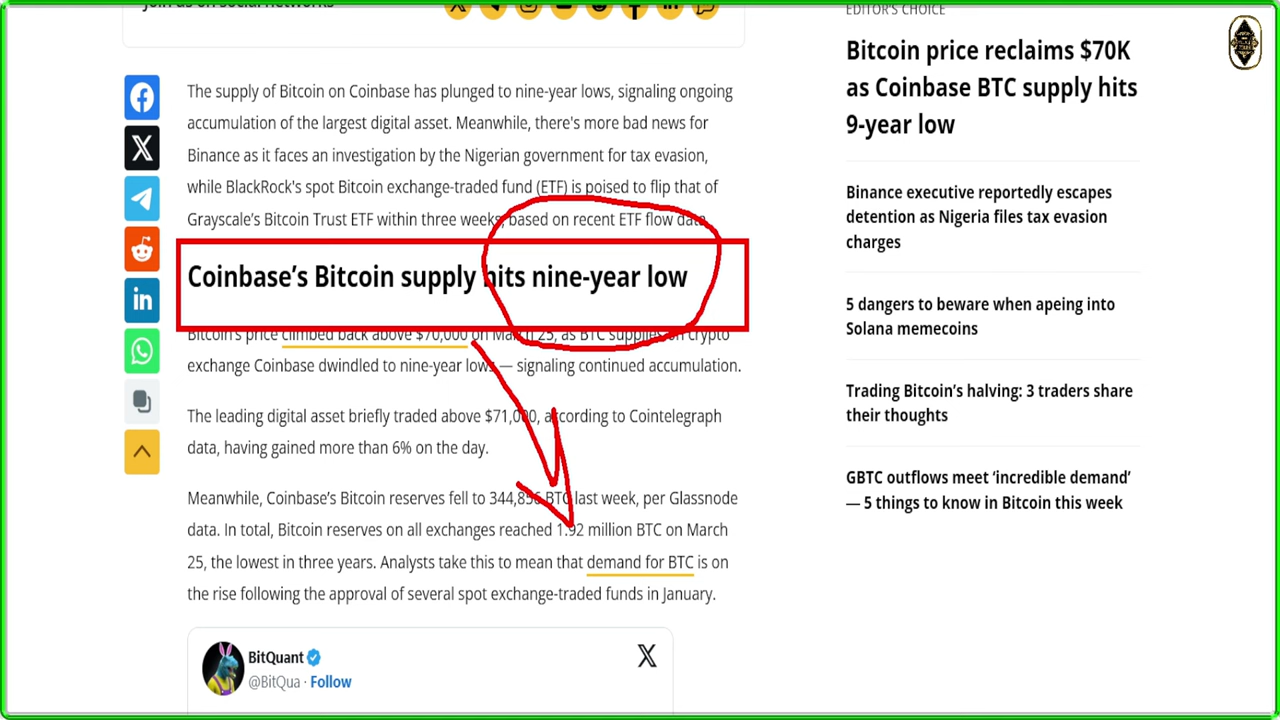 Join us on social networks
The supply of Bitcoin on Coinbase has plunged to nine-year lows, signaling ongoing
accumulation of the largest digital asset. Meanwhile, there's more bad news for
Binance as it faces an investigation by the Nigerian government for tax evasion,
while BlackRock's spot Bitcoin exchange-traded fund (ETF) is poised to flip that of
Grayscale's Bitcoin Trust ETF within three weeks, based on recent ETF flow data.
Coinbase’s Bitcoin supply hits nine-year low
Bitcoin's price climbed back above $70,000 on March 25, as BTC supplies on crypto
exchange Coinbase dwindled to nine-year lows — signaling continued accumulation.
The leading digital asset briefly traded above $71,000, according to Cointelegraph
data, having gained more than 6% on the day.
Meanwhile, Coinbase’s Bitcoin reserves fell to 344,856 BTC last week, per Glassnode
data. In total, Bitcoin reserves on all exchanges reached 1.92 million BTC on March
25, the lowest in three years. Analysts take this to mean that demand for BTC is on
the rise following the approval of several spot exchange-traded funds in January.
BitQuant
@BitQua · Follow
EDITOR'S CHOICE
Bitcoin price reclaims $70K
as Coinbase BTC supply hits
9-year low
Binance executive reportedly escapes
detention as Nigeria files tax evasion
charges
5 dangers to beware when apeing into
Solana memecoins
Trading Bitcoin’s halving: 3 traders share
their thoughts
GBTC outflows meet ‘incredible demand’
— 5 things to know in Bitcoin this week